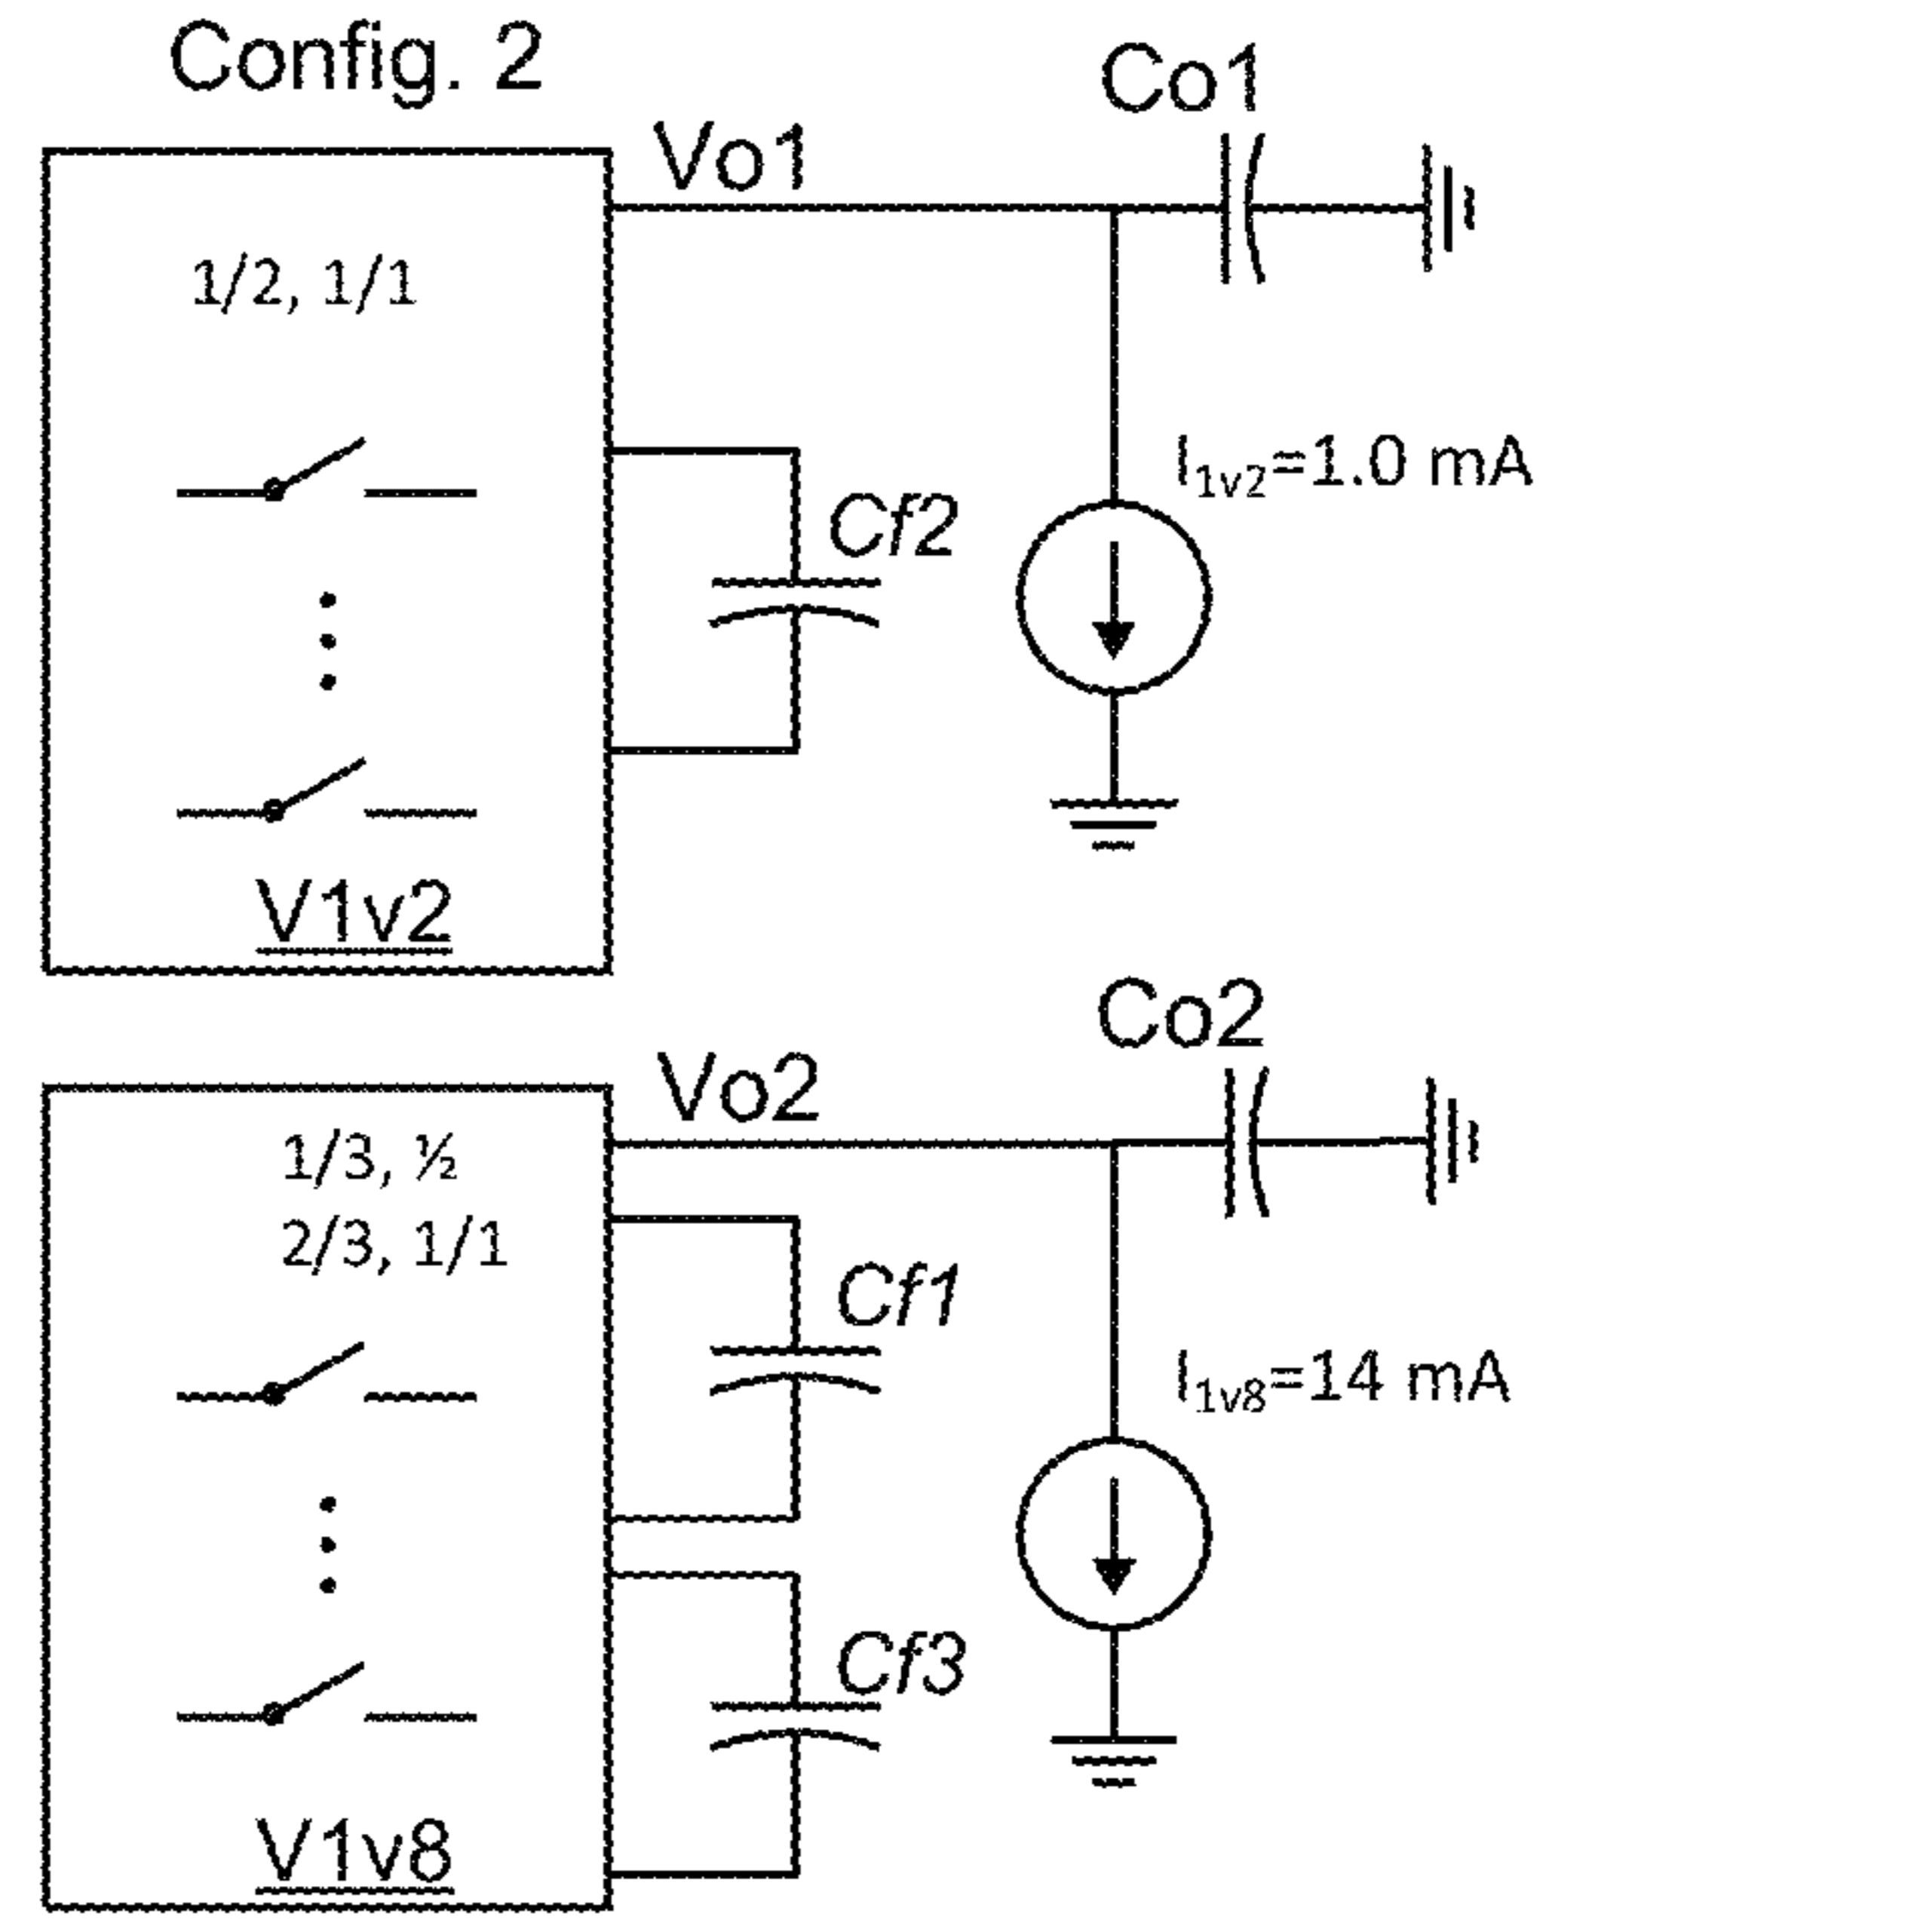 Config. 2
Co1
Vo1
1/2, 1/1
I1v2=1.0 mA
Cf2
V1v2
Co2
Vo2
1/3, ½
2/3, 1/1
Cf1
I1v8=14 mA
Cf3
V1v8